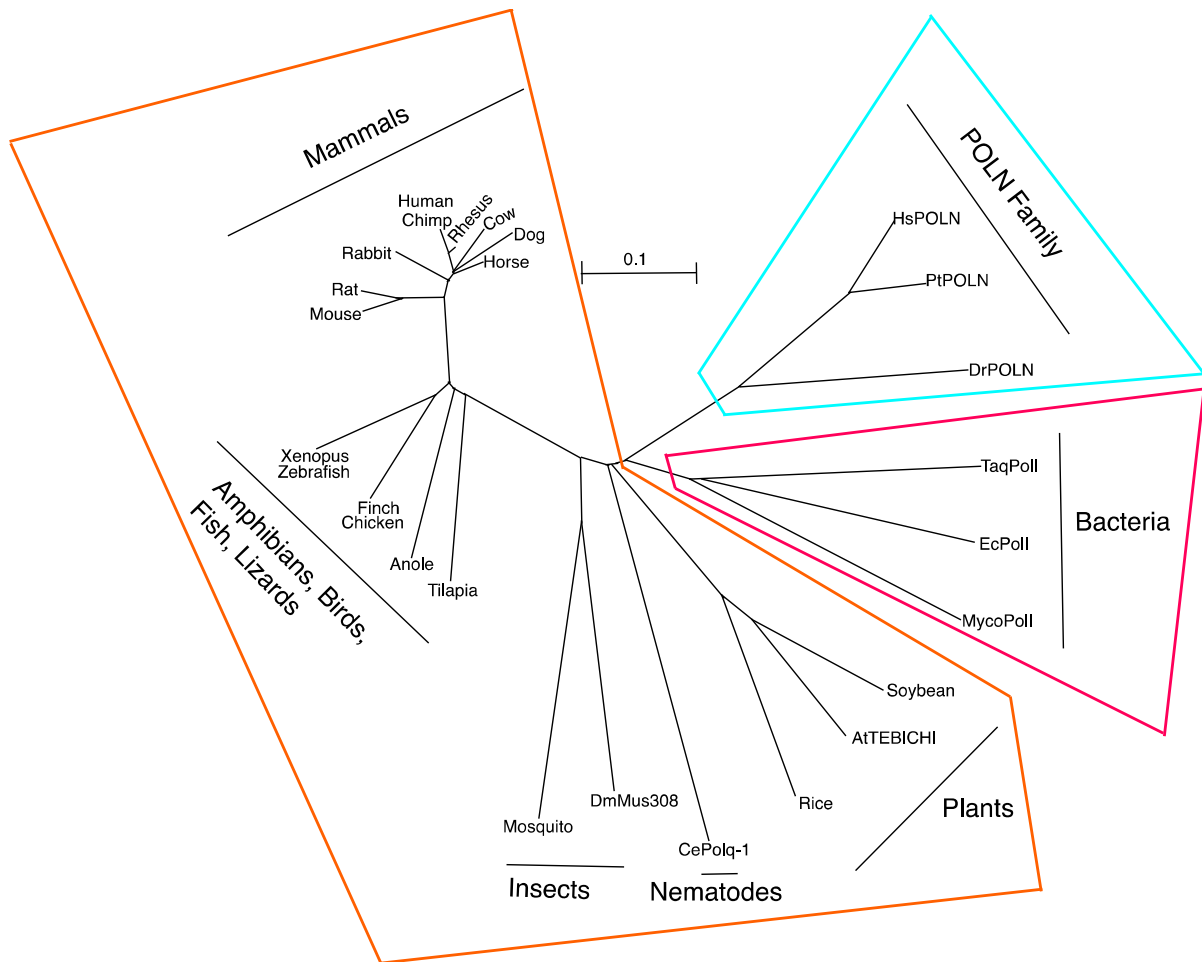 Mammals
Human
Chimp
Rhesus
Cow
Dog
Horse
Rabbit
Rat
Mouse
0.1
POLN Family
HsPOLN
PtPOLN
DrPOLN
Xenopus
Zebrafish
Finch
Chicken
Anole
Tilapia
Amphibians, Birds,
Fish, Lizards
TaqPolI
EcPolI
MycoPolI
Bacteria
Soybean
AtTEBICHI
Rice
Plants
DmMus308
Mosquito
CePolq-1
Insects
Nematodes